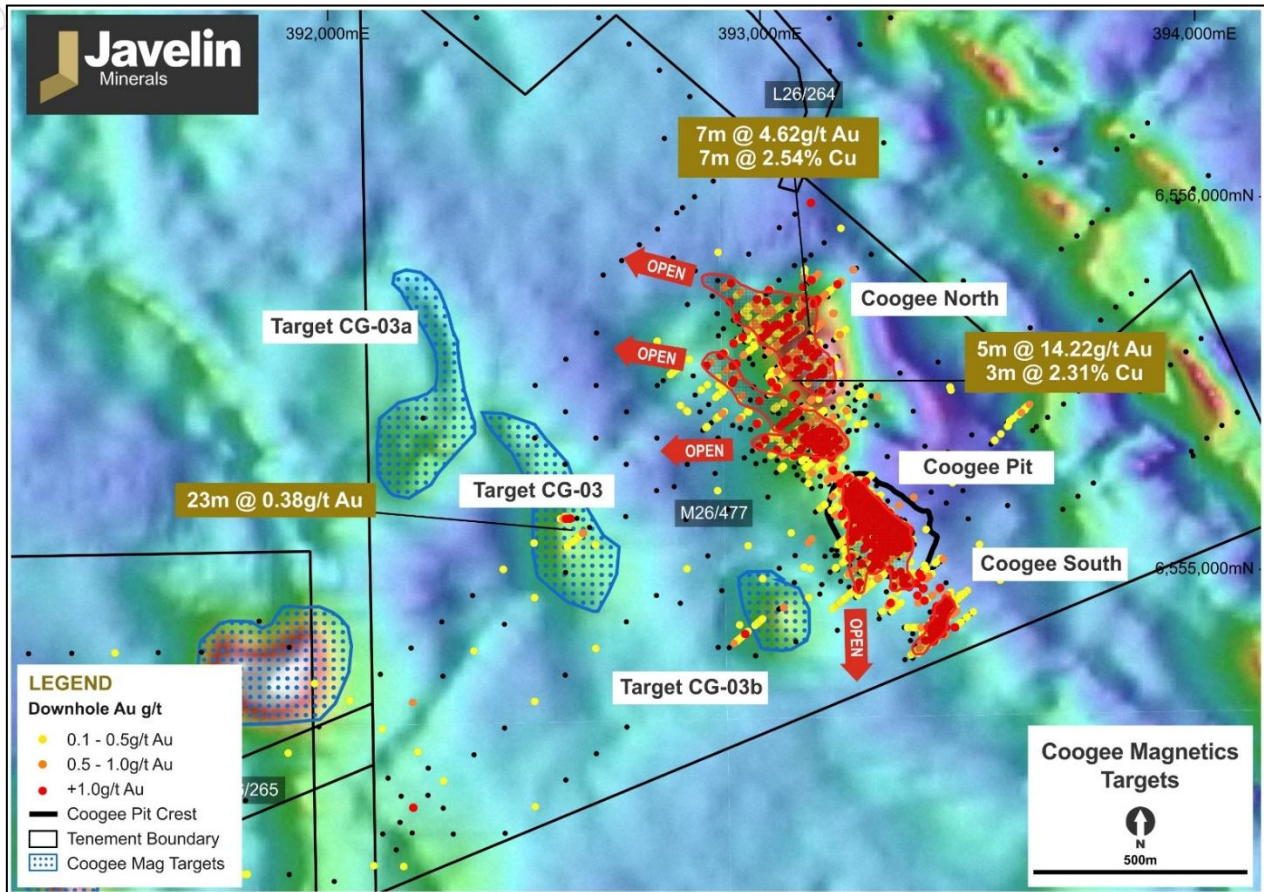 Javelin
Minerals
392,000mE
393,000mE
394,000mE
L26/264
7m @ 4.62g/t Au
7m @ 2.54% Cu
6,556,000mN
OPEN
Coogee North
Target CG-03a
OPEN
5m @ 14.22g/t Au
3m @ 2.31% Cu
OPEN
Coogee Pit
Target CG-03
23m @ 0.38g/t Au
M26/477
Coogee South
6,555,000mN
OPEN
Target CG-03b
LEGEND
Downhole Au g/t
0.1 - 0.5g/t Au
0.5 - 1.0g/t Au
+1.0g/t Au
Coogee Pit Crest
Tenement Boundary
Coogee Mag Targets
/265
Coogee Magnetics
Targets
N
500m